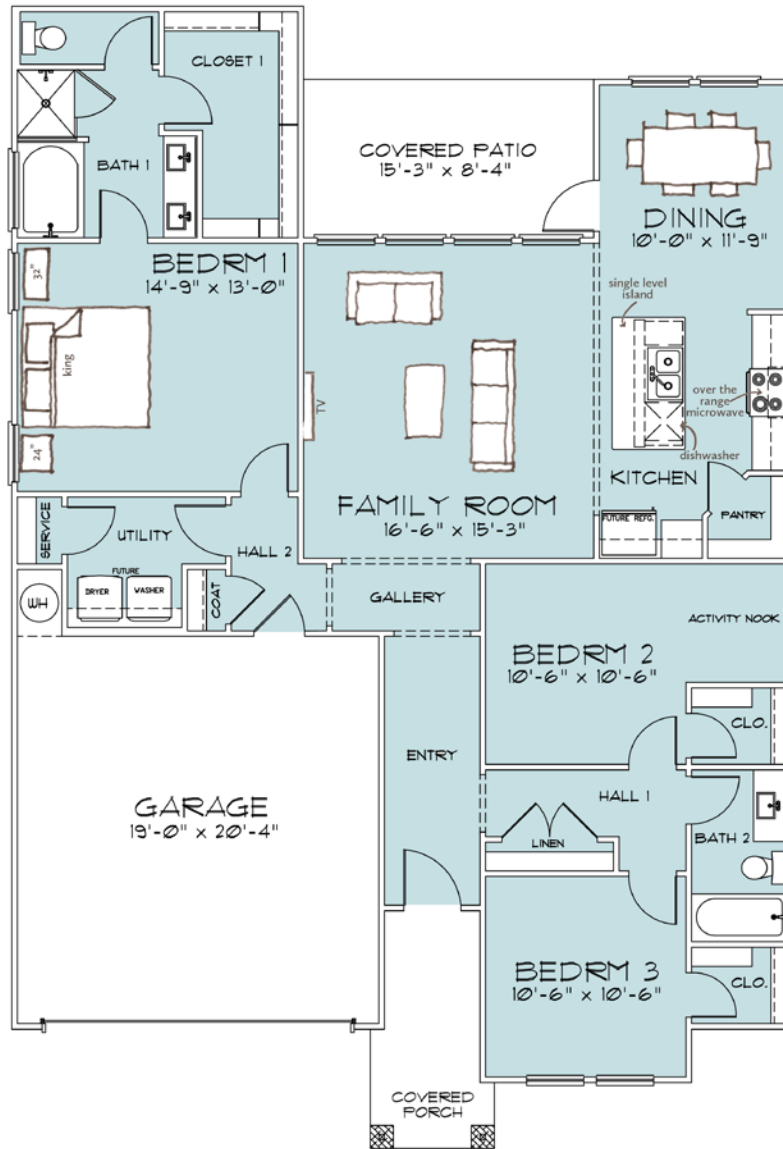 CLOSET 1
BATH 1
COVERED PATIO
15'-3" x 8'-4"
DINING
10'-0" x 11'-9"
BEDRM 1
14'-9" x 13'-0"
32"
king
24"
TV
single level
island
over the
range
microwave
dishwasher
KITCHEN
FAMILY ROOM
16'-6" x 15'-3"
FUTURE REFG.
PANTRY
SERVICE
UTILITY
HALL 2
FUTURE
DRYER
WASHER
WH
COAT
GALLERY
ACTIVITY NOOK
BEDRM 2
10'-6" x 10'-6"
CLO.
ENTRY
HALL 1
GARAGE
19'-0" x 20'-4"
LINEN
BATH 2
BEDRM 3
10'-6" x 10'-6"
CLO.
COVERED
PORCH